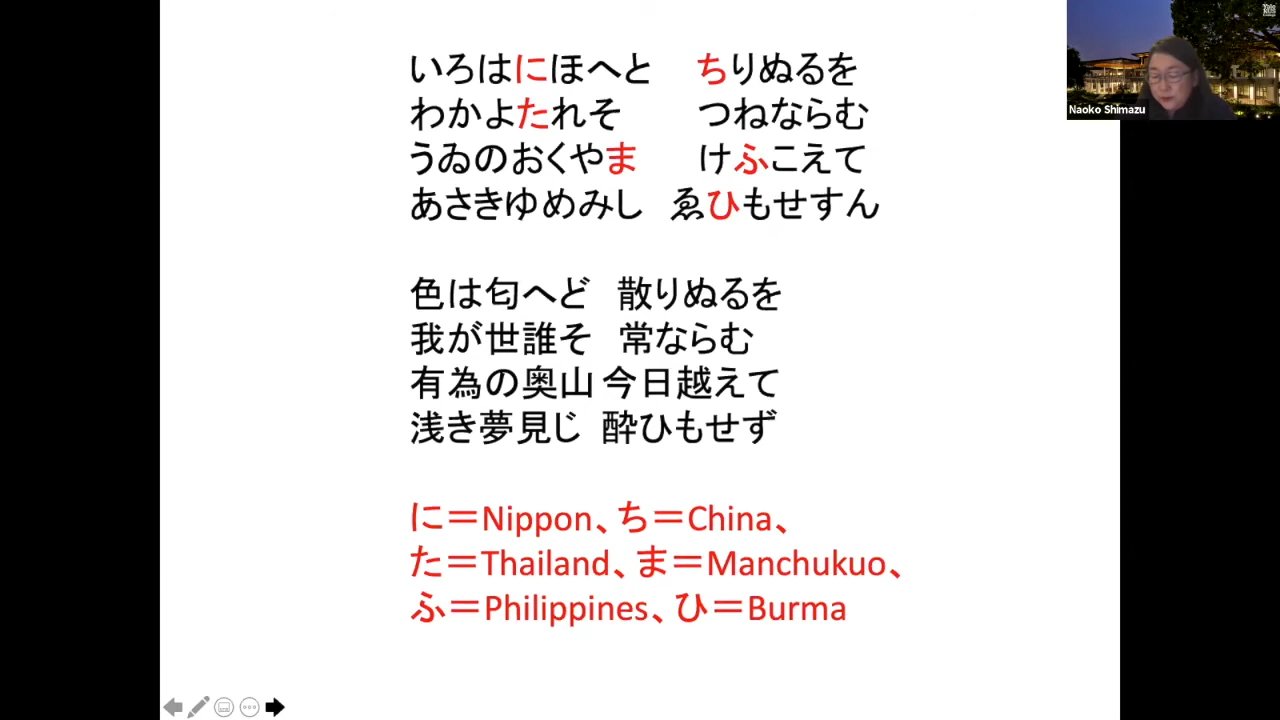 いろはにほへと ちりぬるを
わかよたれそ つねならむ
うゐのおくやま けふこえて
あさきゆめみし ゑひもせすん
色は匂へど 散りぬるを
我が世誰そ 常ならむ
有為の奥山 今日越えて
浅き夢見じ 酔ひもせず
に＝Nippon、ち＝China、
た＝Thailand、ま＝Manchukuo、
ふ＝Philippines、ひ＝Burma
Naoko Shimazu